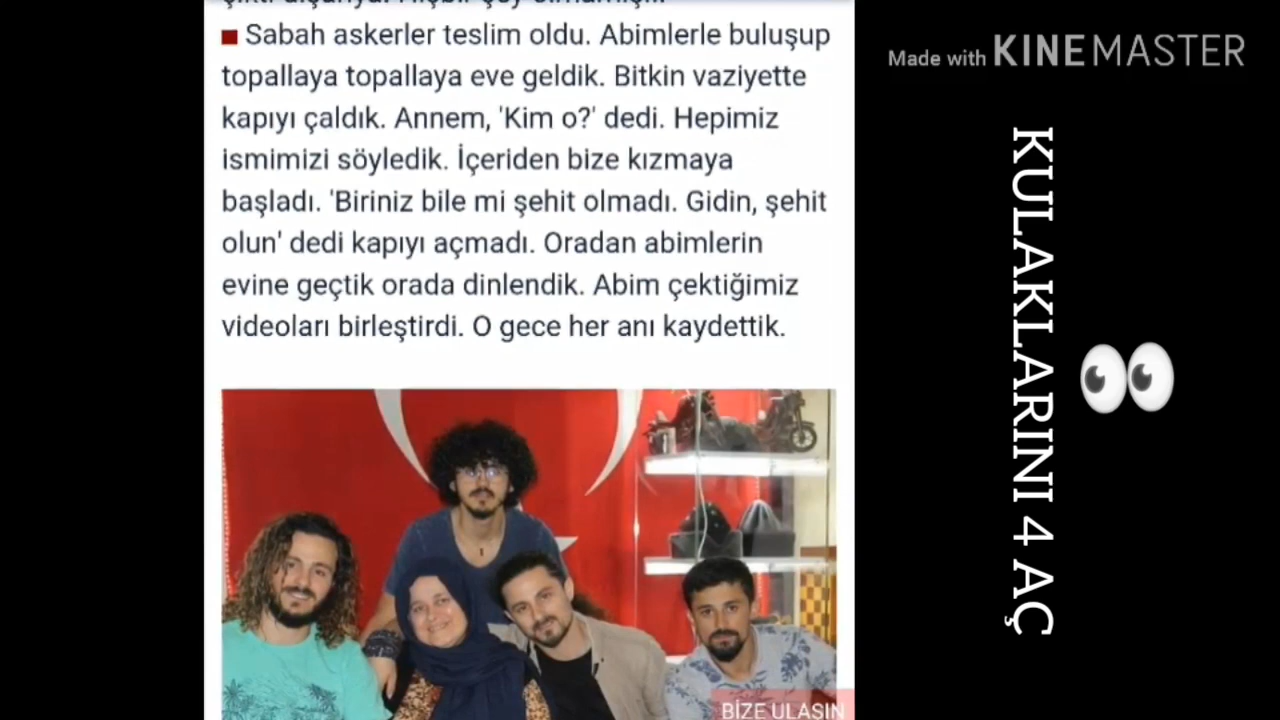 ■ Sabah askerler teslim oldu. Abimlerle buluşup
topallaya topallaya eve geldik. Bitkin vaziyette
kapıyı çaldık. Annem, 'Kim o?' dedi. Hepimiz
ismimizi söyledik. İçeriden bize kızmaya
başladı. 'Biriniz bile mi şehit olmadı. Gidin, şehit
olun' dedi kapıyı açmadı. Oradan abimlerin
evine geçtik orada dinlendik. Abim çektiğimiz
videoları birleştirdi. O gece her anı kaydettik.
BİZE ULAŞIN
Made with KINEMASTER
KULAKLARINI 4 AÇ